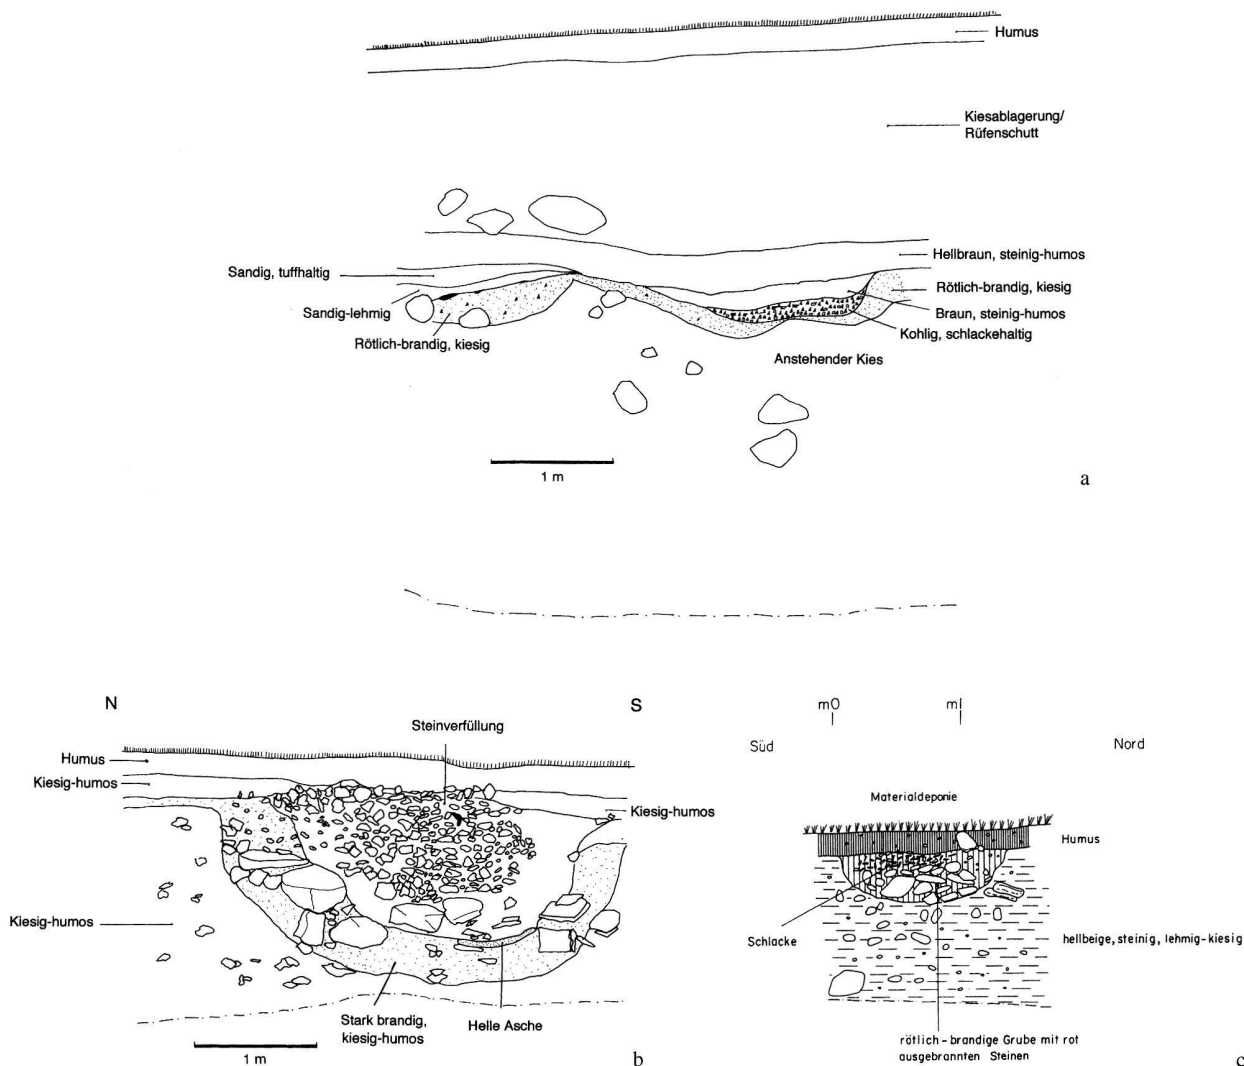 Humus
Kiesablagerung/
Rüfenschutt
Hellbraun, steinig-humos
Sandig, tuffhaltig
Rötlich-brandig, kiesig
Sandig-lehmig
Braun, steinig-humos
Kohlig, schlackehaltig
Rötlich-brandig, kiesig
Anstehender Kies
1 m
a
N
S
Steinverfüllung
Humus
Kiesig-humos
Kiesig-humos
Kiesig-humos
Stark brandig,
kiesig-humos
Helle Asche
1 m
b
m0
m1
Süd
Nord
Materialdeponie
Humus
Schlacke
hellbeige, steinig, lehmig-kiesig
rötlich-brandige Grube mit rot
ausgebrannten Steinen
c